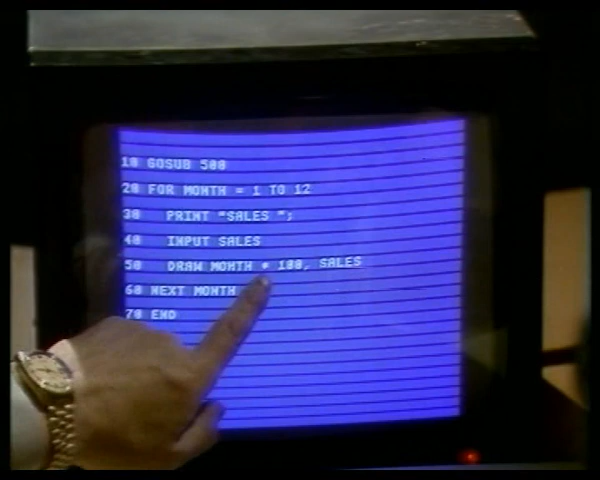 10 GOSUB 500
20 FOR MONTH = 1 TO 12
30 PRINT "SALES ";
40 INPUT SALES
50 DRAW MONTH * 100, SALES
60 NEXT MONTH
70 END